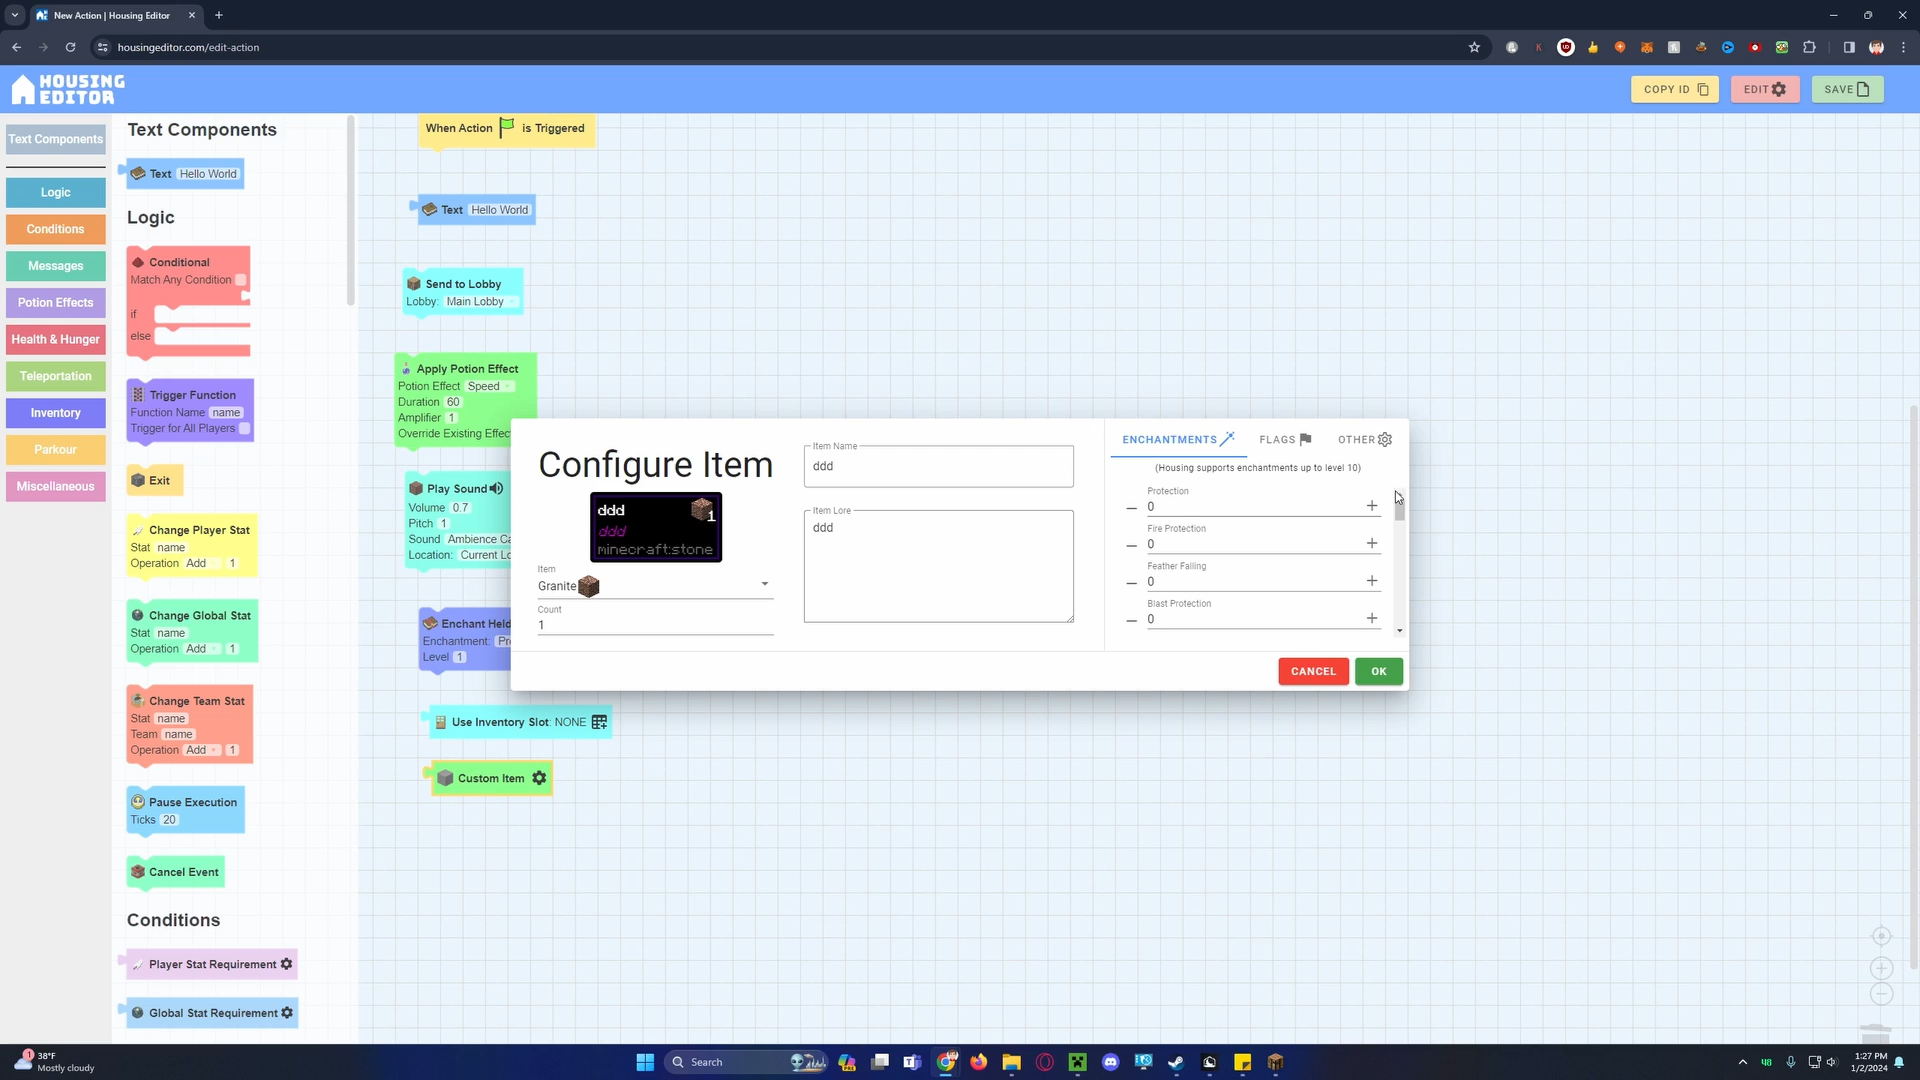 New Action | Housing Editor
housingeditor.com/edit-action
HOUSING
EDITOR
COPY ID
EDIT
SAVE
Text Components
Logic
Conditions
Messages
Potion Effects
Health & Hunger
Teleportation
Inventory
Parkour
Miscellaneous
Text Components
Text Hello World
Logic
Conditional
Match Any Condition
if
else
Trigger Function
Function Name name
Trigger for All Players
Exit
Change Player Stat
Stat name
Operation Add 1
Change Global Stat
Stat name
Operation Add 1
Change Team Stat
Stat name
Team name
Operation Add 1
Pause Execution
Ticks 20
Cancel Event
Conditions
Player Stat Requirement
Global Stat Requirement
When Action is Triggered
Text Hello World
Send to Lobby
Lobby: Main Lobby
Apply Potion Effect
Potion Effect Speed
Duration 60
Amplifier 1
Override Existing Effec
Play Sound
Volume 0.7
Pitch 1
Sound Ambience Ca
Location: Current Lo
Enchant Held
Enchantment: Pr
Level 1
Use Inventory Slot: NONE
Custom Item
Configure Item
ddd
1
ddd
minecraft:stone
Item
Granite
Count
1
Item Name
ddd
Item Lore
ddd
ENCHANTMENTS
FLAGS
OTHER
(Housing supports enchantments up to level 10)
Protection
0
Fire Protection
0
Feather Falling
0
Blast Protection
0
CANCEL
OK
1
38°F
Mostly cloudy
Search
48
1:27 PM
1/2/2024